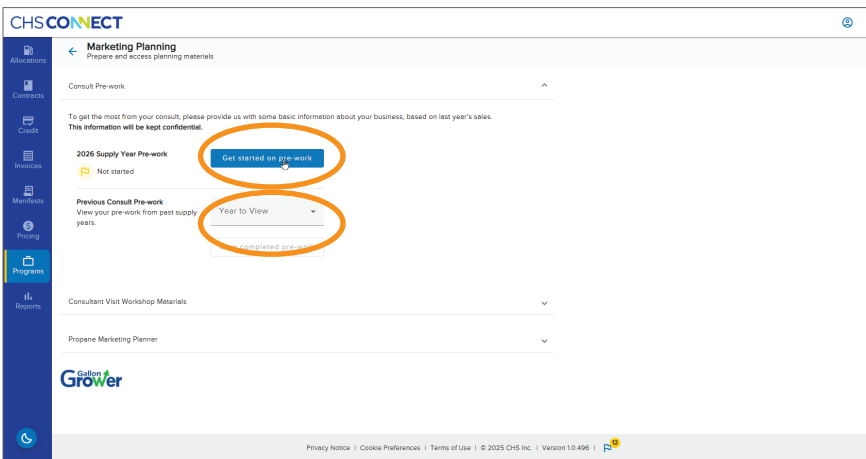 CHSCONNECT
Marketing Planning
Prepare and access planning materials
Allocations
Contracts
Credit
Invoices
Manifests
Pricing
Programs
Reports
Consult Pre-work
To get the most from your consult, please provide us with some basic information about your business, based on last year's sales.
This information will be kept confidential.
2026 Supply Year Pre-work
Get started on pre-work
Not started
Previous Consult Pre-work
View your pre-work from past supply
years.
Year to View
completed pre-work
Consultant Visit Workshop Materials
Propane Marketing Planner
Gallon
Grower
Privacy Notice | Cookie Preferences | Terms of Use | © 2025 CHS Inc. | Version 1.0.496 |
12